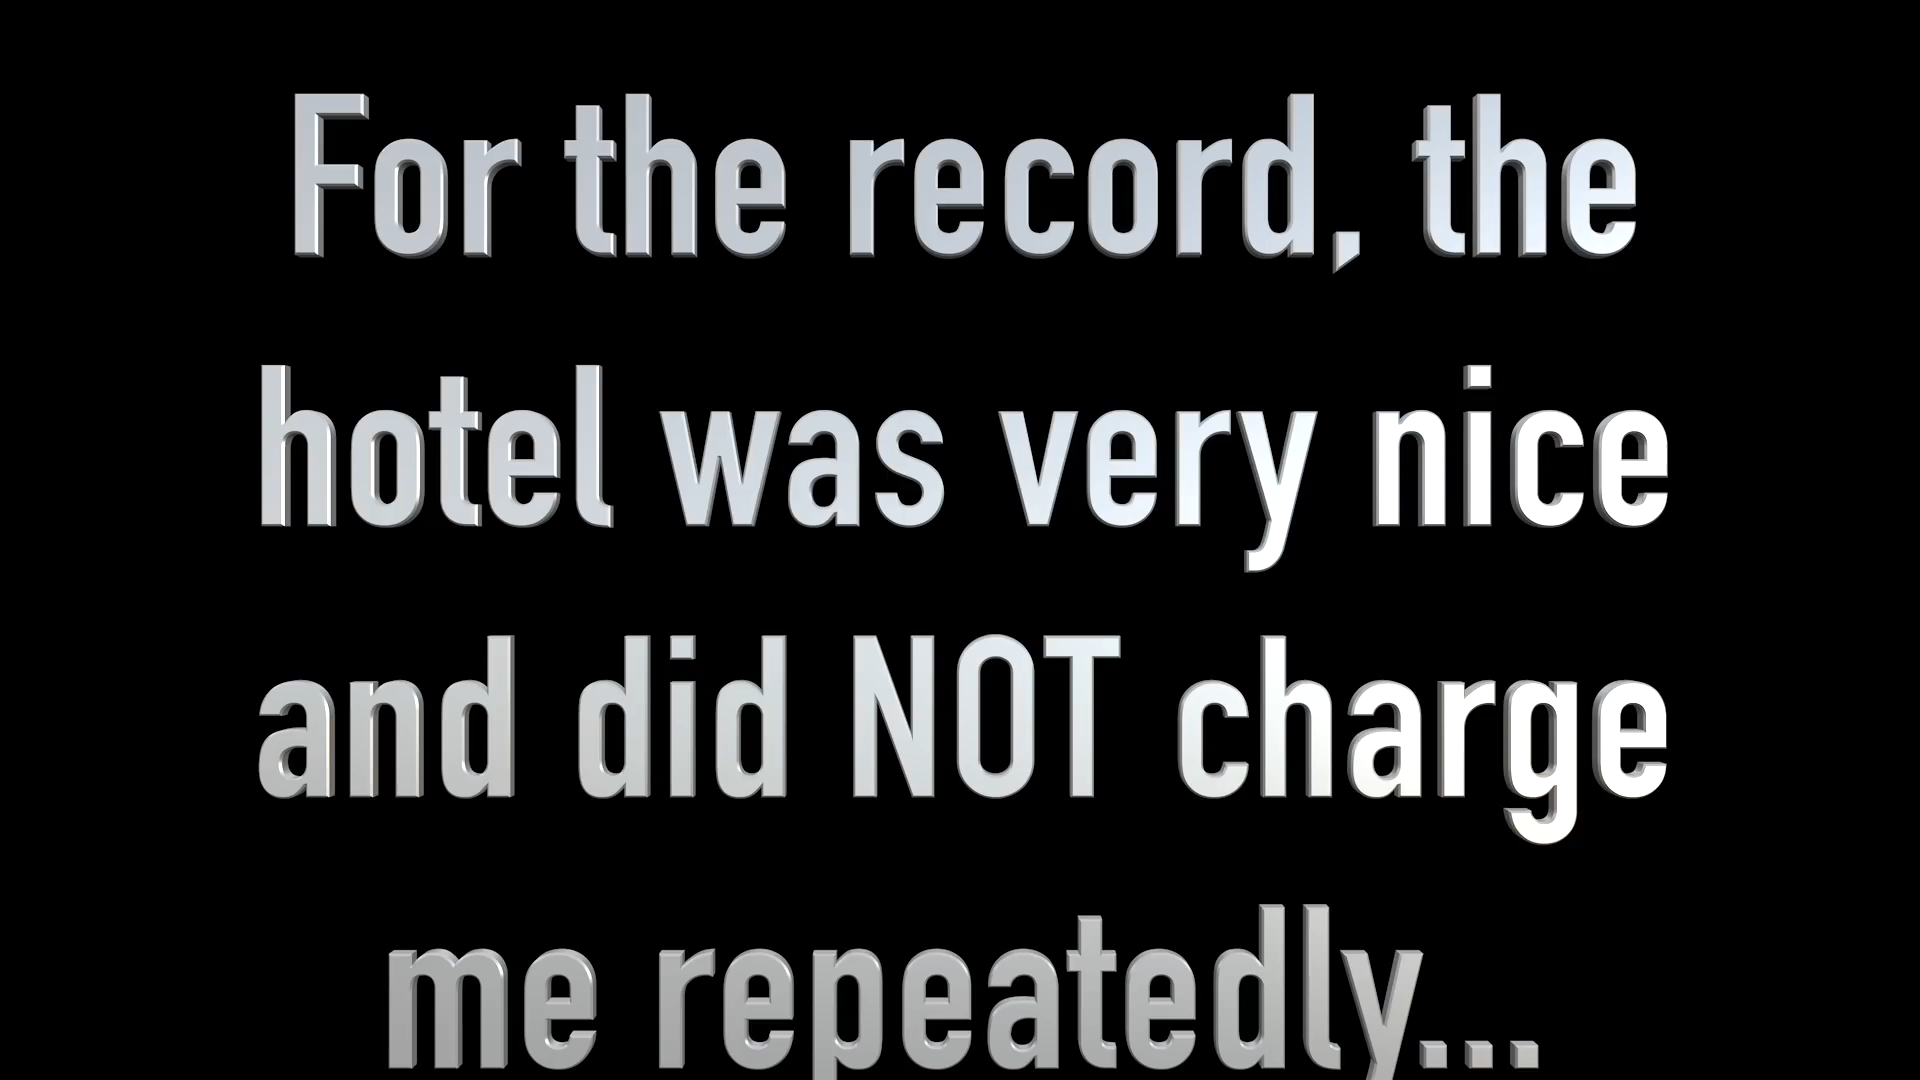 For the record, the
hotel was very nice
and did NOT charge
me repeatedly...